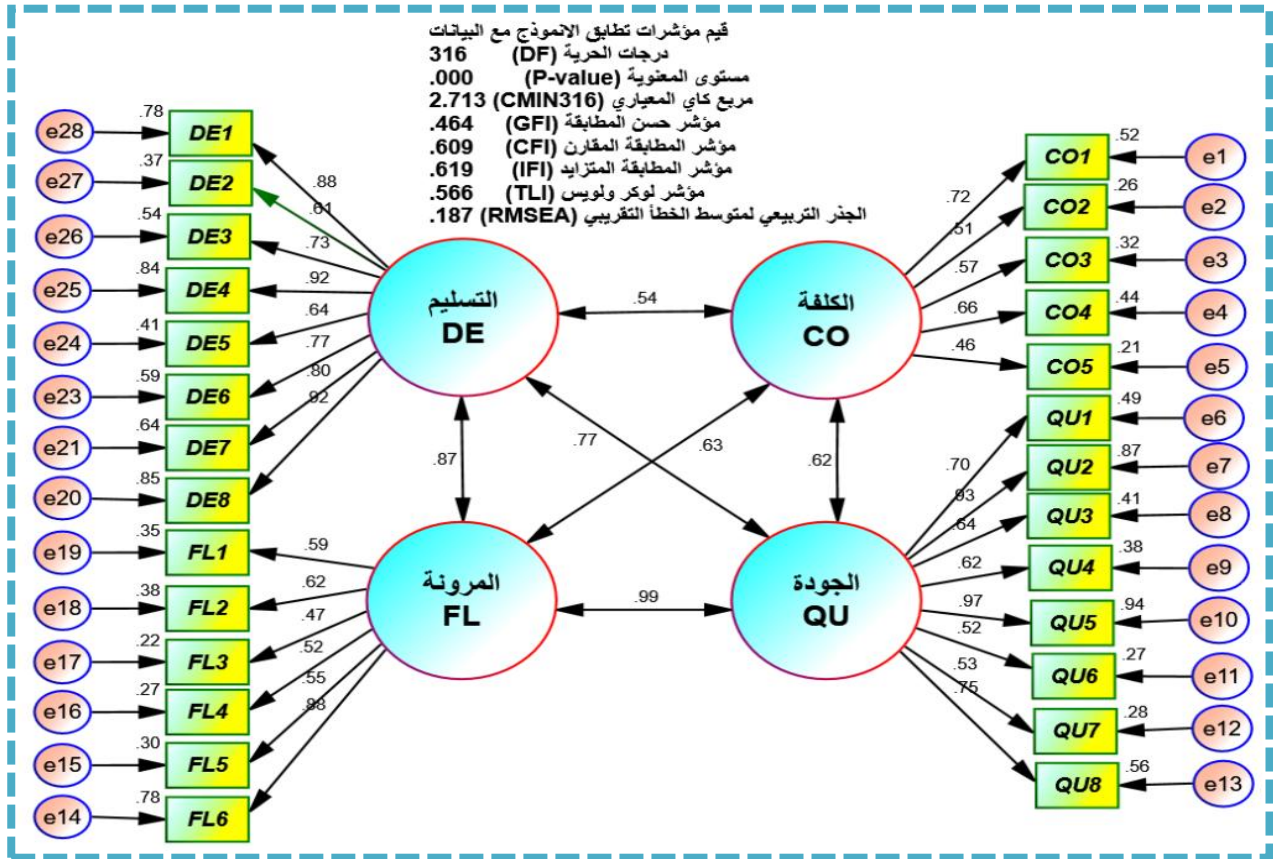 قيم مؤشرات تطابق الانموذج مع البيانات
درجات الحرية (DF) 316
مستوى المعنوية (P-value) .000
مربع كاي المعياري (CMIN316) 2.713
مؤشر حسن المطابقة (GFI) .464
مؤشر المطابقة المقارن (CFI) .609
مؤشر المطابقة المتزايد (IFI) .619
مؤشر لوكر ولويس (TLI) .566
الجذر التربيعي لمتوسط الخطأ التقريبي (RMSEA) .187
e28 .78 DE1 .88
e27 .37 DE2 .61
e26 .54 DE3 .73
e25 .84 DE4 .92
e24 .41 DE5 .64
e23 .59 DE6 .77
e21 .64 DE7 .80
e20 .85 DE8 .92
التسليم
DE
.54
الكلفة
CO
.72 CO1 .52 e1
.51 CO2 .26 e2
.57 CO3 .32 e3
.66 CO4 .44 e4
.46 CO5 .21 e5
.87
.77
.63
.62
e19 .35 FL1 .59
e18 .38 FL2 .62
e17 .22 FL3 .47
e16 .27 FL4 .52
e15 .30 FL5 .55
e14 .78 FL6 .88
المرونة
FL
.99
الجودة
QU
.70 QU1 .49 e6
.93 QU2 .87 e7
.64 QU3 .41 e8
.62 QU4 .38 e9
.97 QU5 .94 e10
.52 QU6 .27 e11
.53 QU7 .28 e12
.75 QU8 .56 e13